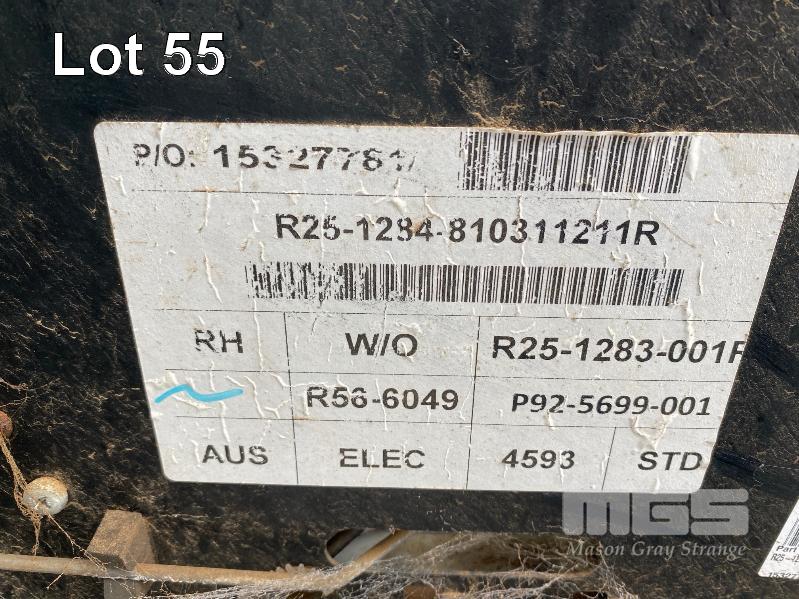 Lot 55
P/O: 15327781/
R25-1284-810311211R
RH W/O R25-1283-001R
R56-6049 P92-5699-001
AUS ELEC 4593 STD
MGS
Mason Gray Strange
Part